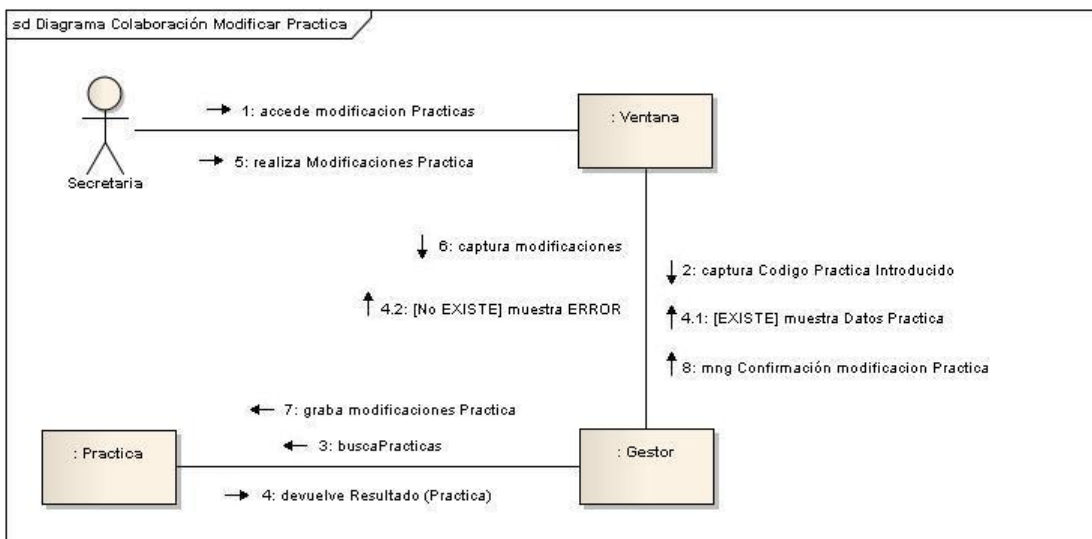 sd Diagrama Colaboración Modificar Practica
1: accede modificacion Practicas
: Ventana
5: realiza Modificaciones Practica
Secretaria
6: captura modificaciones
2: captura Codigo Practica Introducido
4.2: [No EXISTE] muestra ERROR
4.1: [EXISTE] muestra Datos Practica
8: mng Confirmación modificacion Practica
7: graba modificaciones Practica
3: buscaPracticas
: Practica
: Gestor
4: devuelve Resultado (Practica)